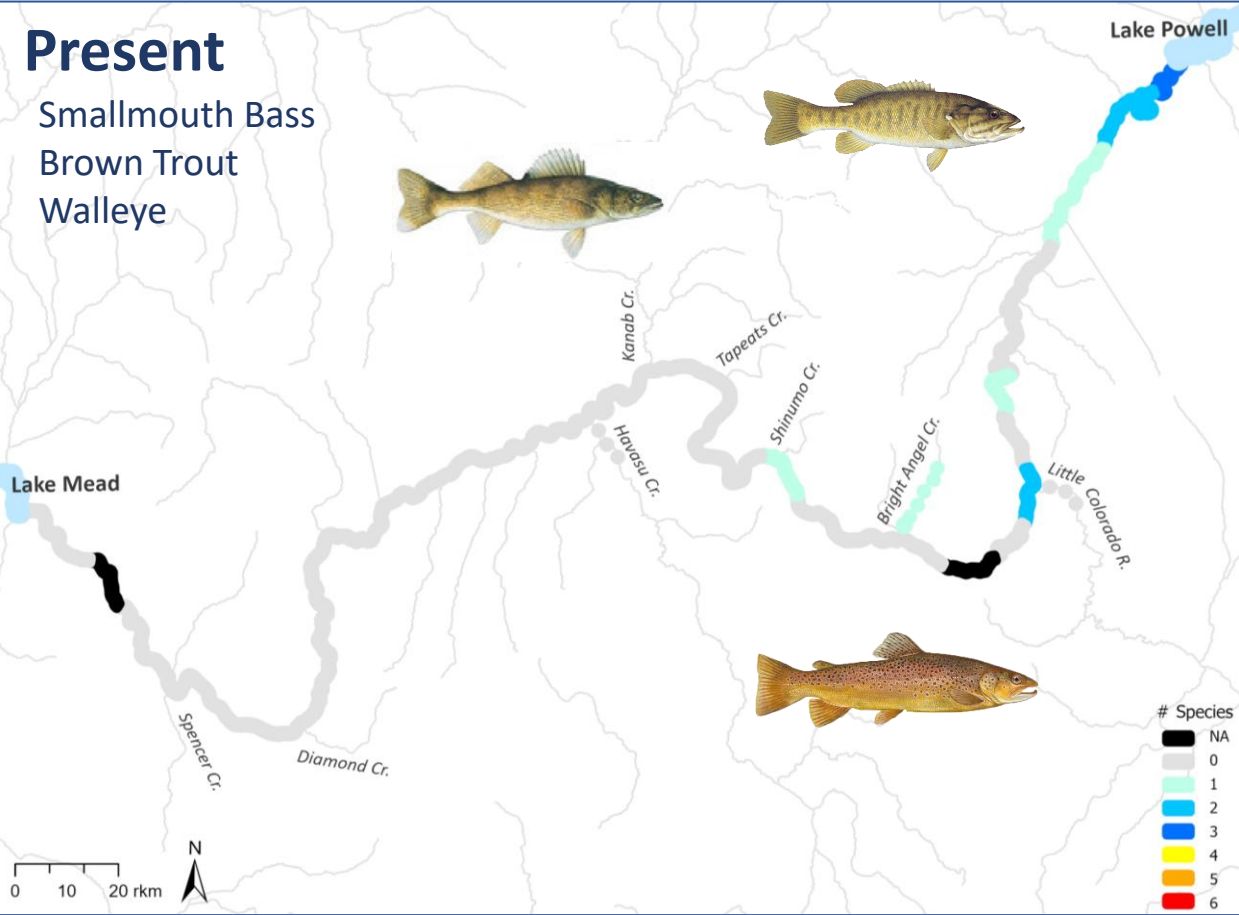 Present
Smallmouth Bass
Brown Trout
Walleye
Lake Powell
Kanab Cr.
Tapeats Cr.
Shinumo Cr.
Havasu Cr.
Bright Angel Cr.
Little Colorado R.
Lake Mead
Spencer Cr.
Diamond Cr.
# Species
NA
0
1
2
3
4
5
6
N
0 10 20 rkm